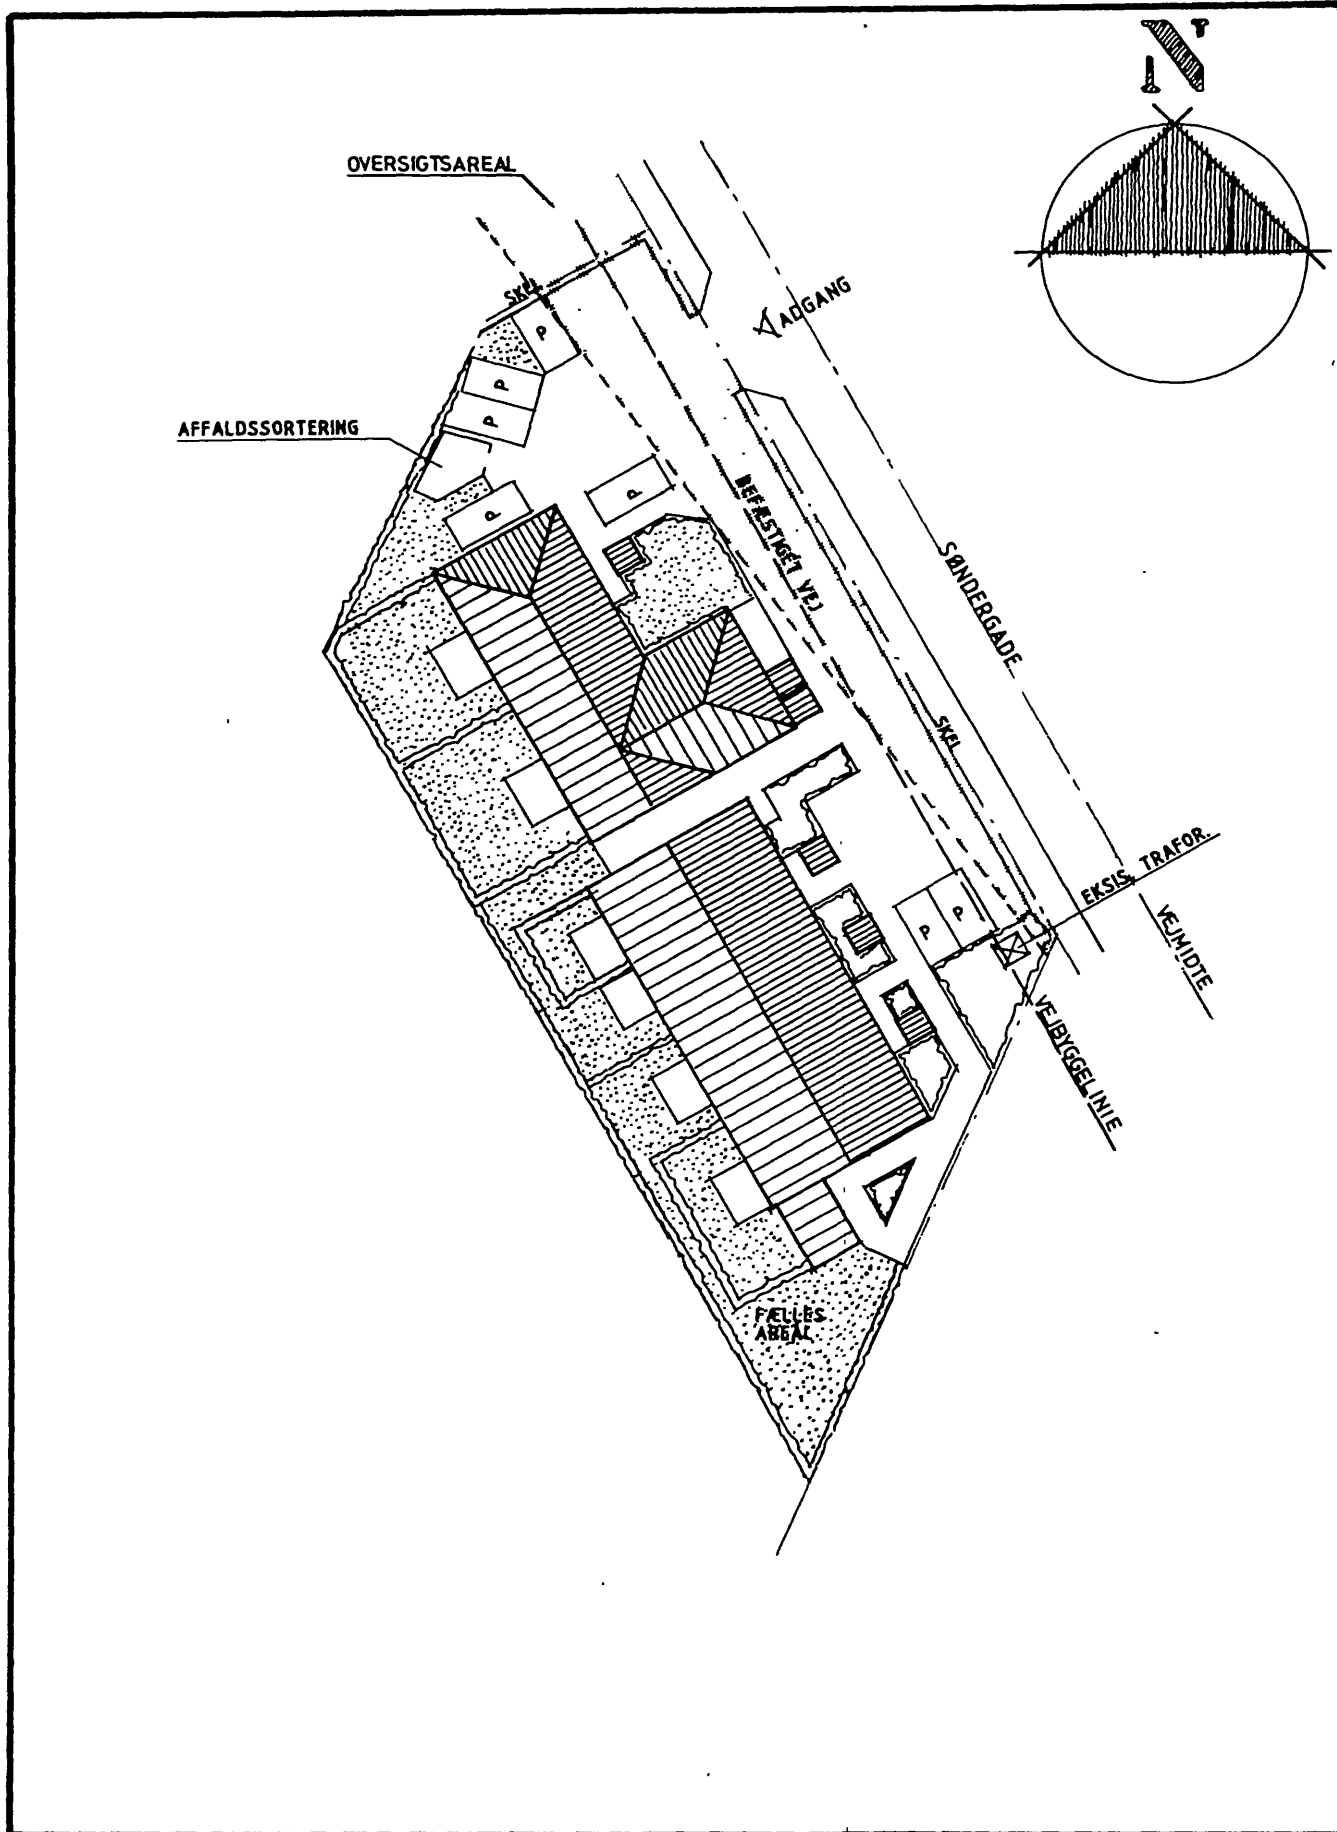 N
OVERSIGTSAREAL
SKEL
P
ADGANG
P
P
AFFALDSSORTERING
P
P
BEFÆSTIGET VEJ
SØNDERGADE
SKEL
EKSIS. TRAFOR.
P
P
VEJMIDTE
VEJBYGGELINIE
FÆLLES
AREAL